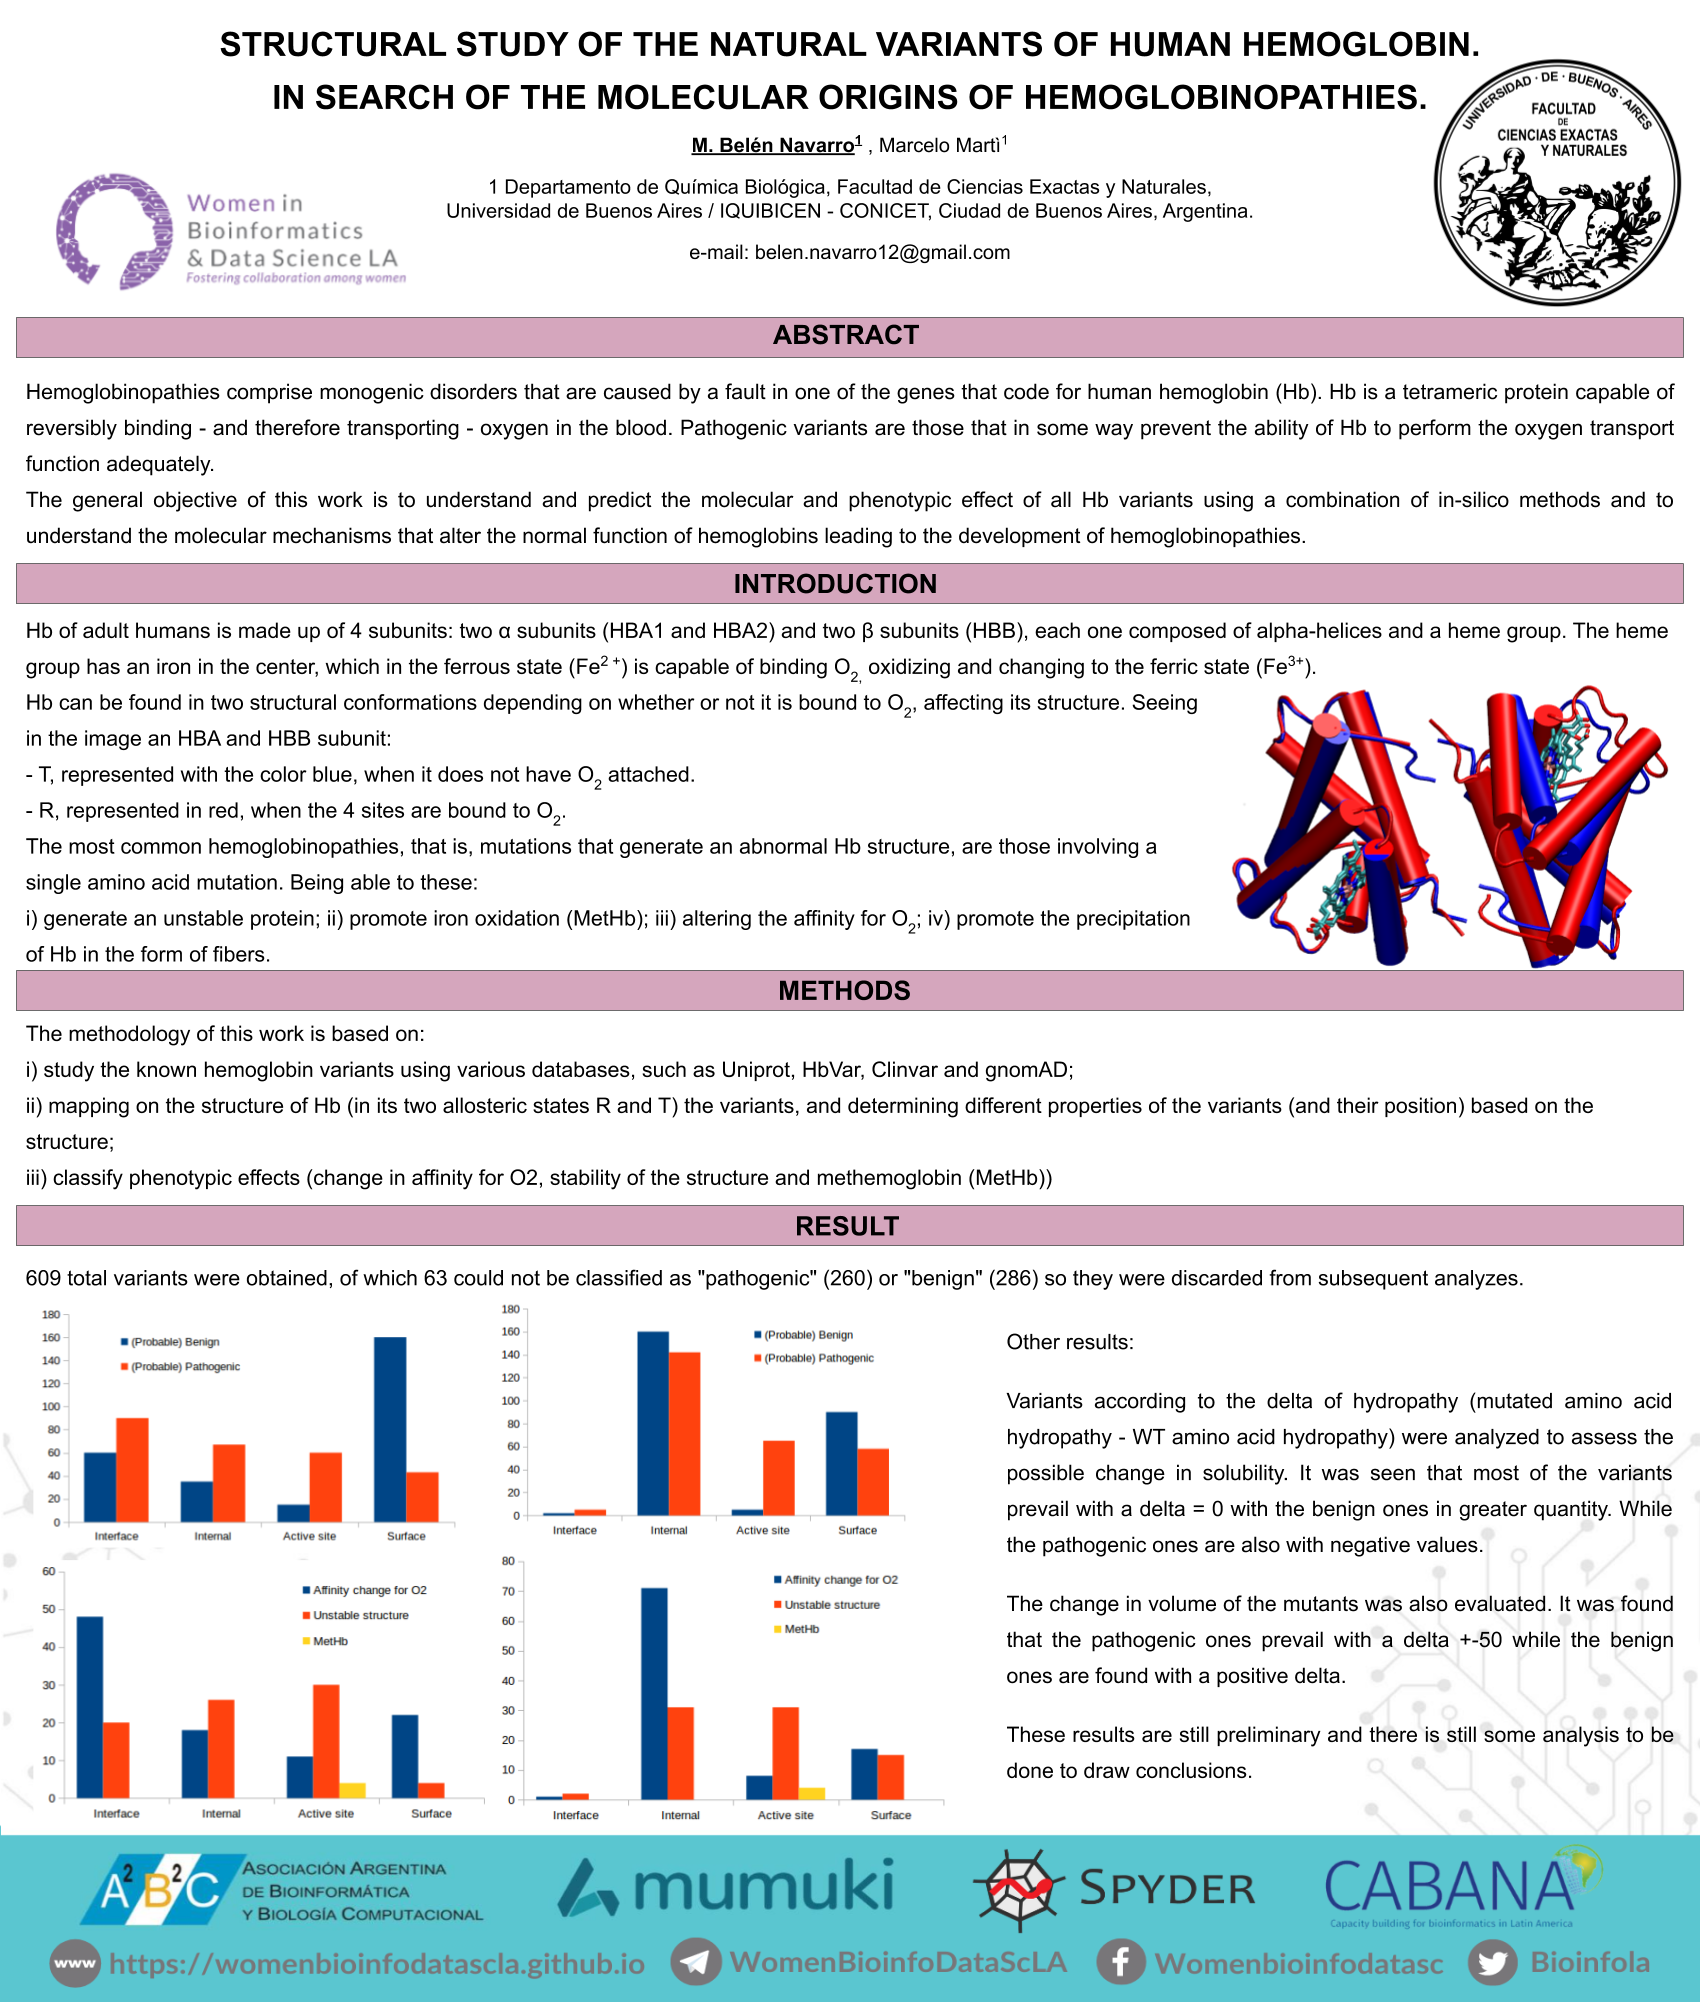 STRUCTURAL STUDY OF THE NATURAL VARIANTS OF HUMAN HEMOGLOBIN.
IN SEARCH OF THE MOLECULAR ORIGINS OF HEMOGLOBINOPATHIES.
M. Belén Navarro1 , Marcelo Martì1
1 Departamento de Química Biológica, Facultad de Ciencias Exactas y Naturales,
Universidad de Buenos Aires / IQUIBICEN - CONICET, Ciudad de Buenos Aires, Argentina.
e-mail: belen.navarro12@gmail.com
Women in
Bioinformatics
& Data Science LA
Fostering collaboration among women
UNIVERSIDAD · DE · BUENOS · AIRES
FACULTAD
DE
CIENCIAS EXACTAS
Y NATURALES
ABSTRACT
Hemoglobinopathies comprise monogenic disorders that are caused by a fault in one of the genes that code for human hemoglobin (Hb). Hb is a tetrameric protein capable of
reversibly binding - and therefore transporting - oxygen in the blood. Pathogenic variants are those that in some way prevent the ability of Hb to perform the oxygen transport
function adequately.
The general objective of this work is to understand and predict the molecular and phenotypic effect of all Hb variants using a combination of in-silico methods and to
understand the molecular mechanisms that alter the normal function of hemoglobins leading to the development of hemoglobinopathies.
INTRODUCTION
Hb of adult humans is made up of 4 subunits: two α subunits (HBA1 and HBA2) and two β subunits (HBB), each one composed of alpha-helices and a heme group. The heme
group has an iron in the center, which in the ferrous state (Fe2 +) is capable of binding O2, oxidizing and changing to the ferric state (Fe3+).
Hb can be found in two structural conformations depending on whether or not it is bound to O2, affecting its structure. Seeing
in the image an HBA and HBB subunit:
- T, represented with the color blue, when it does not have O2 attached.
- R, represented in red, when the 4 sites are bound to O2.
The most common hemoglobinopathies, that is, mutations that generate an abnormal Hb structure, are those involving a
single amino acid mutation. Being able to these:
i) generate an unstable protein; ii) promote iron oxidation (MetHb); iii) altering the affinity for O2; iv) promote the precipitation
of Hb in the form of fibers.
METHODS
The methodology of this work is based on:
i) study the known hemoglobin variants using various databases, such as Uniprot, HbVar, Clinvar and gnomAD;
ii) mapping on the structure of Hb (in its two allosteric states R and T) the variants, and determining different properties of the variants (and their position) based on the
structure;
iii) classify phenotypic effects (change in affinity for O2, stability of the structure and methemoglobin (MetHb))
RESULT
609 total variants were obtained, of which 63 could not be classified as "pathogenic" (260) or "benign" (286) so they were discarded from subsequent analyzes.
180
160
140
120
100
80
60
40
20
0
(Probable) Benign
(Probable) Pathogenic
Interface Internal Active site Surface
180
160
140
120
100
80
60
40
20
0
(Probable) Benign
(Probable) Pathogenic
Interface Internal Active site Surface
60
50
40
30
20
10
0
Affinity change for O2
Unstable structure
MetHb
Interface Internal Active site Surface
80
70
60
50
40
30
20
10
0
Affinity change for O2
Unstable structure
MetHb
Interface Internal Active site Surface
Other results:
Variants according to the delta of hydropathy (mutated amino acid
hydropathy - WT amino acid hydropathy) were analyzed to assess the
possible change in solubility. It was seen that most of the variants
prevail with a delta = 0 with the benign ones in greater quantity. While
the pathogenic ones are also with negative values.
The change in volume of the mutants was also evaluated. It was found
that the pathogenic ones prevail with a delta +-50 while the benign
ones are found with a positive delta.
These results are still preliminary and there is still some analysis to be
done to draw conclusions.
A2B2C ASOCIACIÓN ARGENTINA
DE BIOINFORMÁTICA
Y BIOLOGÍA COMPUTACIONAL
mumuki
SPYDER
CABANA
Capacity building for bioinformatics in Latin America
www https://womenbioinfodatascla.github.io WomenBioinfoDataScLA Womenbioinfodatasc Bioinfola